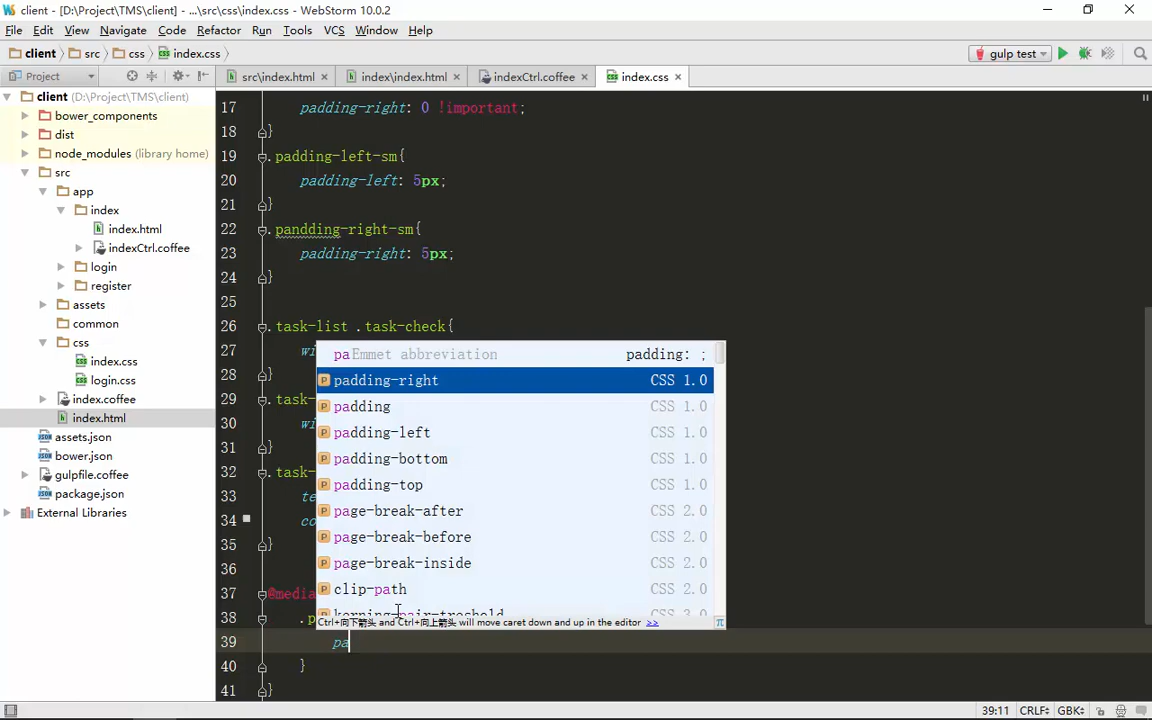 client - [D:\Project\TMS\client] - ...\src\css\index.css - WebStorm 10.0.2
File Edit View Navigate Code Refactor Run Tools VCS Window Help
client src css index.css gulp test
Project src\index.html index\index.html indexCtrl.coffee index.css
client (D:\Project\TMS\client)
bower_components
dist
node_modules (library home)
src
app
index
index.html
indexCtrl.coffee
login
register
assets
common
css
index.css
login.css
index.coffee
index.html
assets.json
bower.json
gulpfile.coffee
package.json
External Libraries
17 padding-right: 0 !important;
18 }
19 .padding-left-sm{
20 padding-left: 5px;
21 }
22 .pandding-right-sm{
23 padding-right: 5px;
24 }
25
26 .task-list .task-check{
27 wi
28 }
29 .task-
30 wi
31 }
32 .task-
33 te
34 co
35 }
36
37 @media
38 .p
39 pa
40 }
41 }
pa Emmet abbreviation padding: ;
padding-right CSS 1.0
padding CSS 1.0
padding-left CSS 1.0
padding-bottom CSS 1.0
padding-top CSS 1.0
page-break-after CSS 2.0
page-break-before CSS 2.0
page-break-inside CSS 2.0
clip-path CSS 2.0
kerning-pair-treshold CSS 3.0
Ctrl+向下箭头 and Ctrl+向上箭头 will move caret down and up in the editor >> π
39:11 CRLF GBK